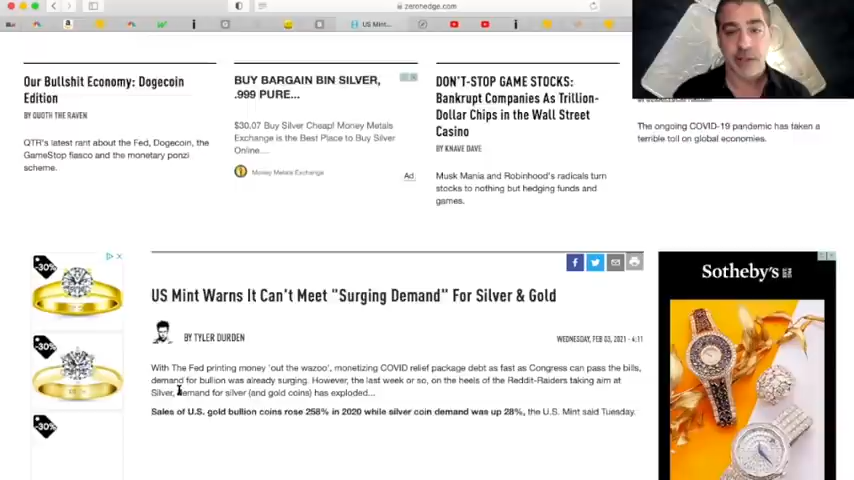 zerohedge.com
US Mint...
Our Bullshit Economy: Dogecoin
Edition
BY QUOTH THE RAVEN
QTR's latest rant about the Fed, Dogecoin, the
GameStop fiasco and the monetary ponzi
scheme.
BUY BARGAIN BIN SILVER,
.999 PURE...
$30.07 Buy Silver Cheap! Money Metals
Exchange is the Best Place to Buy Silver
Online....
Money Metals Exchange
Ad
DON'T-STOP GAME STOCKS:
Bankrupt Companies As Trillion-
Dollar Chips in the Wall Street
Casino
BY KNAVE DAVE
Musk Mania and Robinhood's radicals turn
stocks to nothing but hedging funds and
games.
The ongoing COVID-19 pandemic has taken a
terrible toll on global economies.
-30%
-30%
-30%
US Mint Warns It Can't Meet "Surging Demand" For Silver & Gold
BY TYLER DURDEN
WEDNESDAY, FEB 03, 2021 - 4:11
With The Fed printing money 'out the wazoo', monetizing COVID relief package debt as fast as Congress can pass the bills,
demand for bullion was already surging. However, the last week or so, on the heels of the Reddit-Raiders taking aim at
Silver, demand for silver (and gold coins) has exploded...
Sales of U.S. gold bullion coins rose 258% in 2020 while silver coin demand was up 28%, the U.S. Mint said Tuesday.
Sotheby's